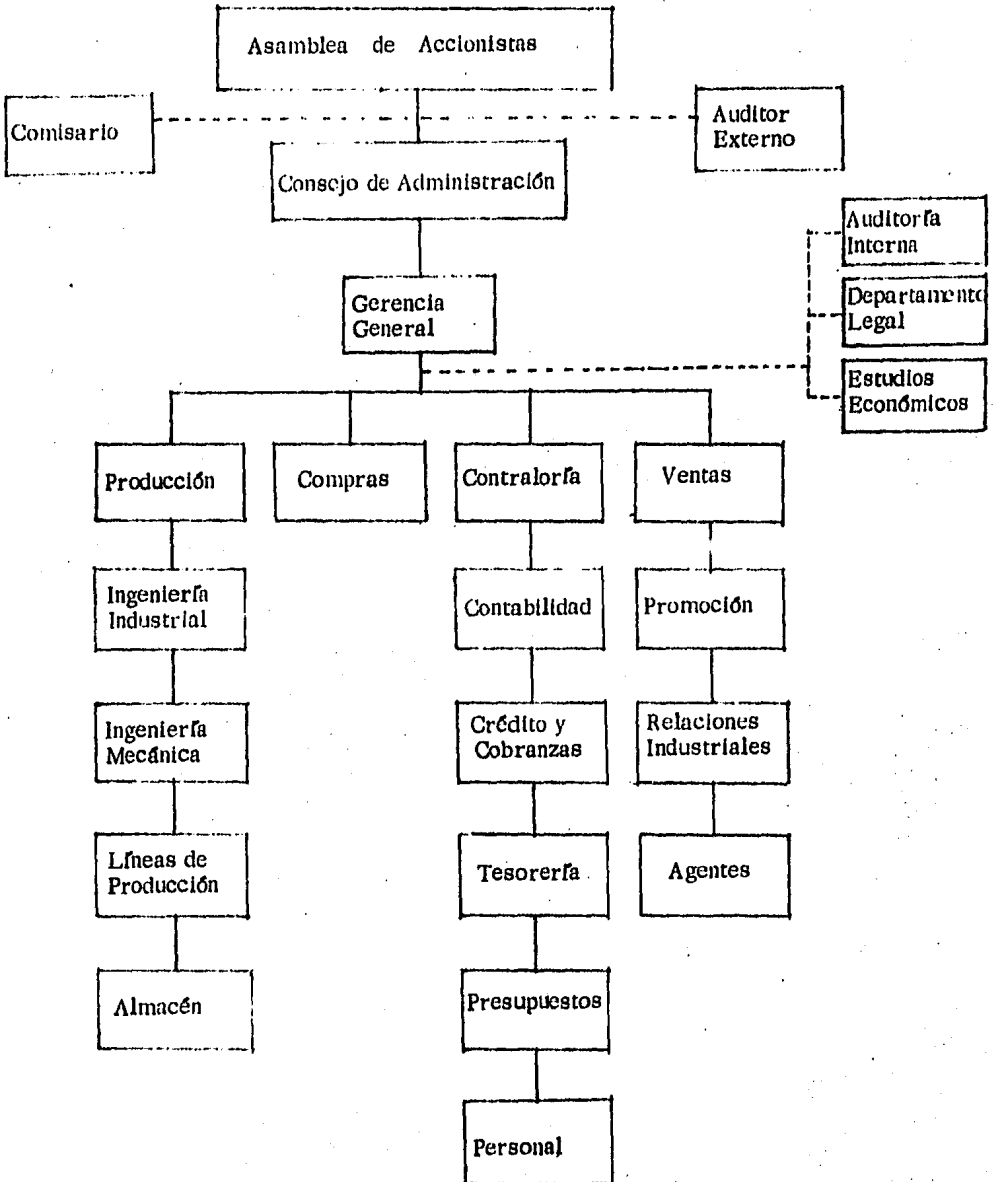 Asamblea de Accionistas
Comisario
Auditor
Externo
Consejo de Administración
Auditoría
Interna
Gerencia
General
Departamento
Legal
Estudios
Económicos
Producción
Compras
Contraloría
Ventas
Ingeniería
Industrial
Contabilidad
Promoción
Ingeniería
Mecánica
Crédito y
Cobranzas
Relaciones
Industriales
Líneas de
Producción
Tesorería
Agentes
Almacén
Presupuestos
Personal